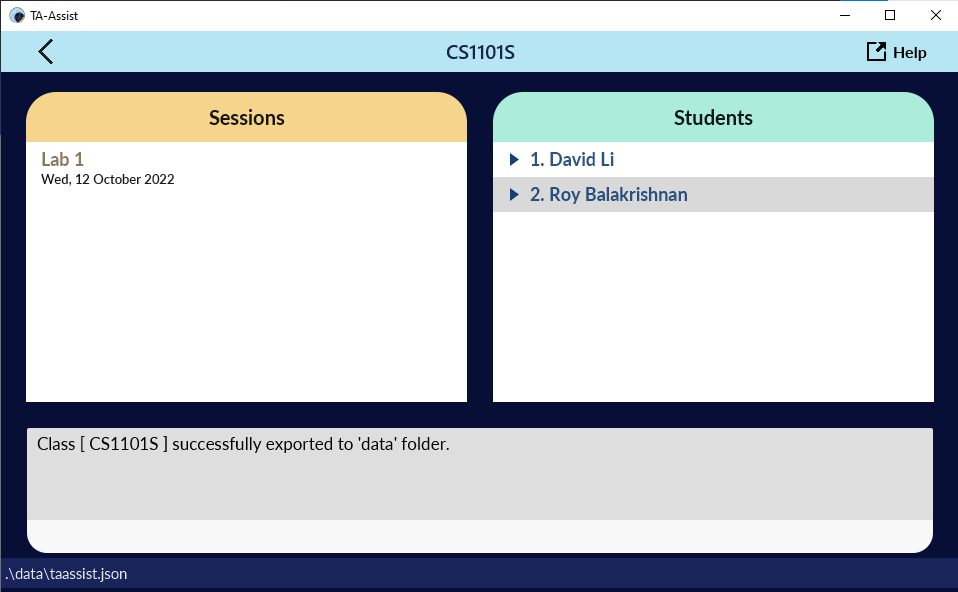 TA-Assist
CS1101S
Help
Sessions
Lab 1
Wed, 12 October 2022
Students
1. David Li
2. Roy Balakrishnan
Class [ CS1101S ] successfully exported to 'data' folder.
.\data\taassist.json